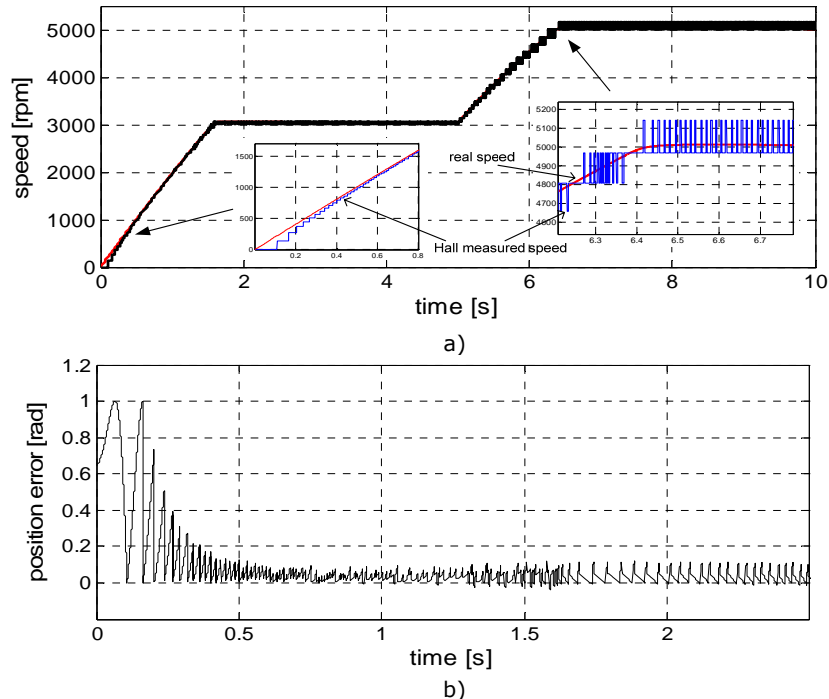 5000
4000
3000
2000
1000
0
speed [rpm]
1500
1000
500
0
0.2 0.4 0.6 0.8
real speed
Hall measured speed
5200
5100
5000
4900
4800
4700
4600
6.3 6.4 6.5 6.6 6.7
0 2 4 6 8 10
time [s]
a)
1.2
1
0.8
0.6
0.4
0.2
0
position error [rad]
0 0.5 1 1.5 2
time [s]
b)